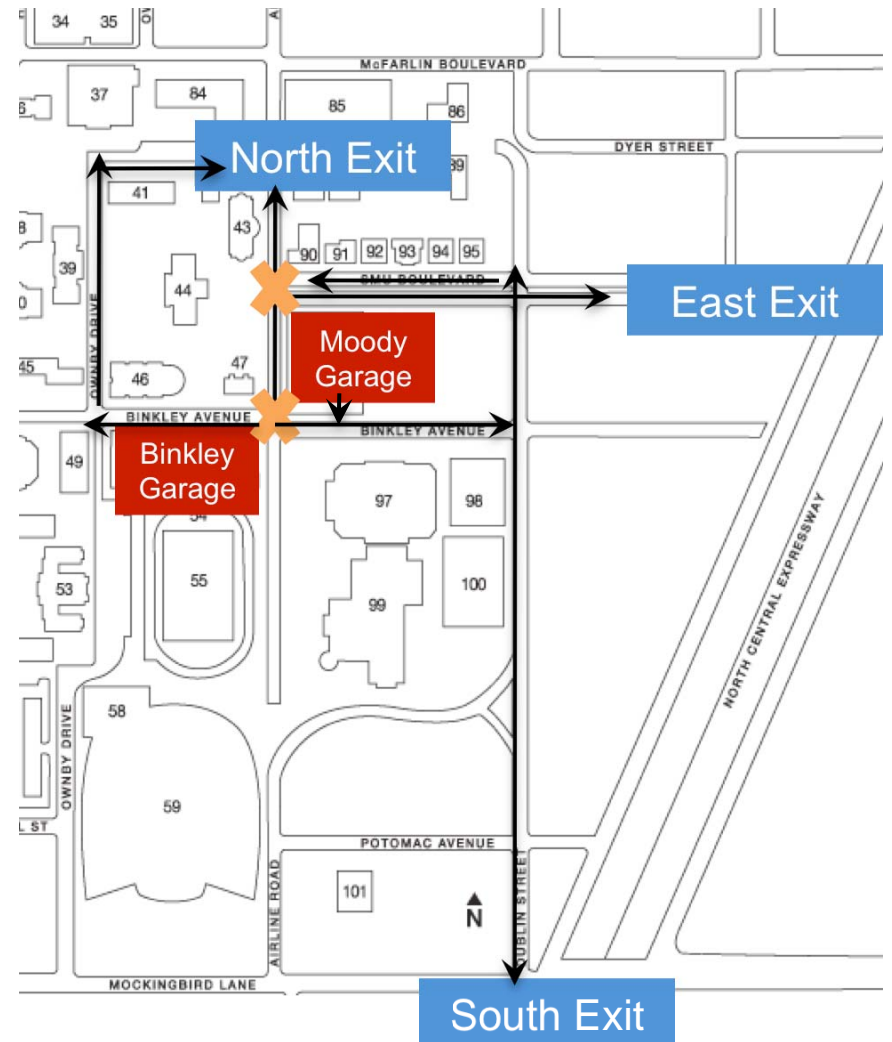 34
35
McFARLIN BOULEVARD
37
84
85
86
DYER STREET
North Exit
89
41
43
90
91
92
93
94
95
39
44
SMU BOULEVARD
East Exit
Moody
Garage
45
46
47
OWNBY DRIVE
BINKLEY AVENUE
BINKLEY AVENUE
Binkley
Garage
49
97
98
54
55
53
99
100
NORTH CENTRAL EXPRESSWAY
58
OWNBY DRIVE
59
L ST
POTOMAC AVENUE
101
N
AIRLINE ROAD
DUBLIN STREET
MOCKINGBIRD LANE
South Exit